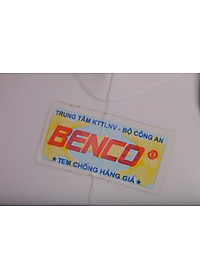 TRUNG TÂM KTTLNV - BỘ CÔNG AN
BENCO
★ TEM CHỐNG HÀNG GIẢ ★